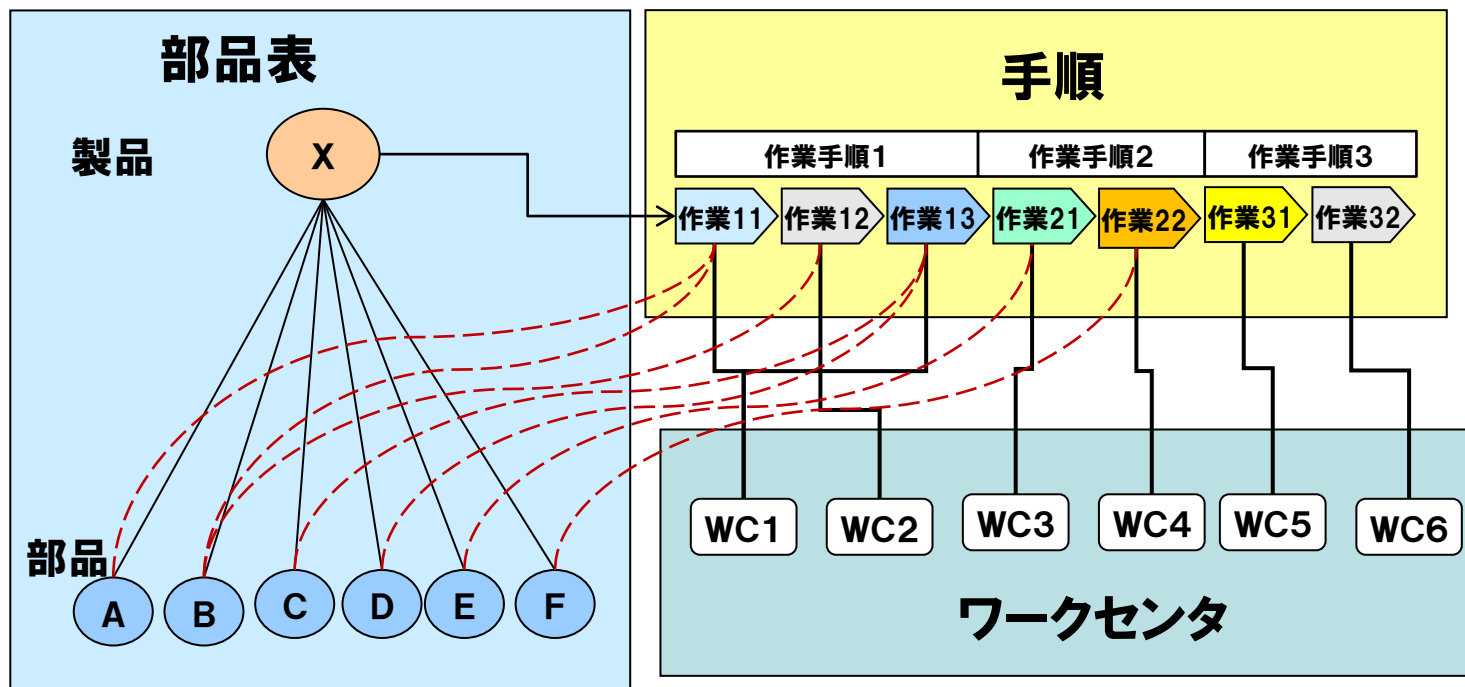 部品表
製品
X
部品
A
B
C
D
E
F
手順
作業手順1
作業手順2
作業手順3
作業11
作業12
作業13
作業21
作業22
作業31
作業32
WC1
WC2
WC3
WC4
WC5
WC6
ワークセンタ